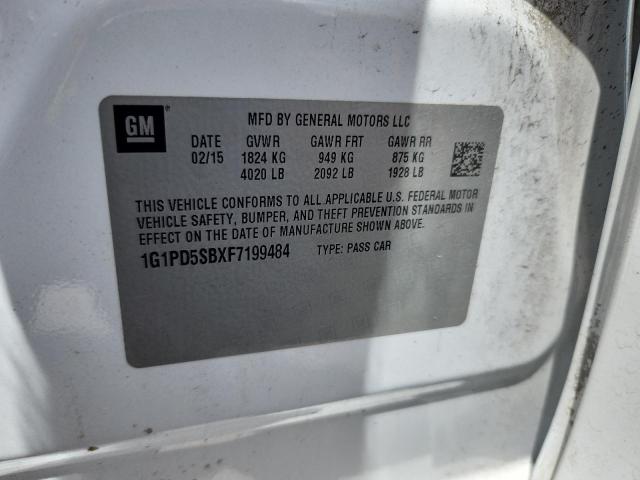 GM ®
MFD BY GENERAL MOTORS LLC
DATE GVWR GAWR FRT GAWR RR
02/15 1824 KG 949 KG 875 KG
4020 LB 2092 LB 1928 LB
THIS VEHICLE CONFORMS TO ALL APPLICABLE U.S. FEDERAL MOTOR
VEHICLE SAFETY, BUMPER, AND THEFT PREVENTION STANDARDS IN
EFFECT ON THE DATE OF MANUFACTURE SHOWN ABOVE.
1G1PD5SBXF7199484 TYPE: PASS CAR